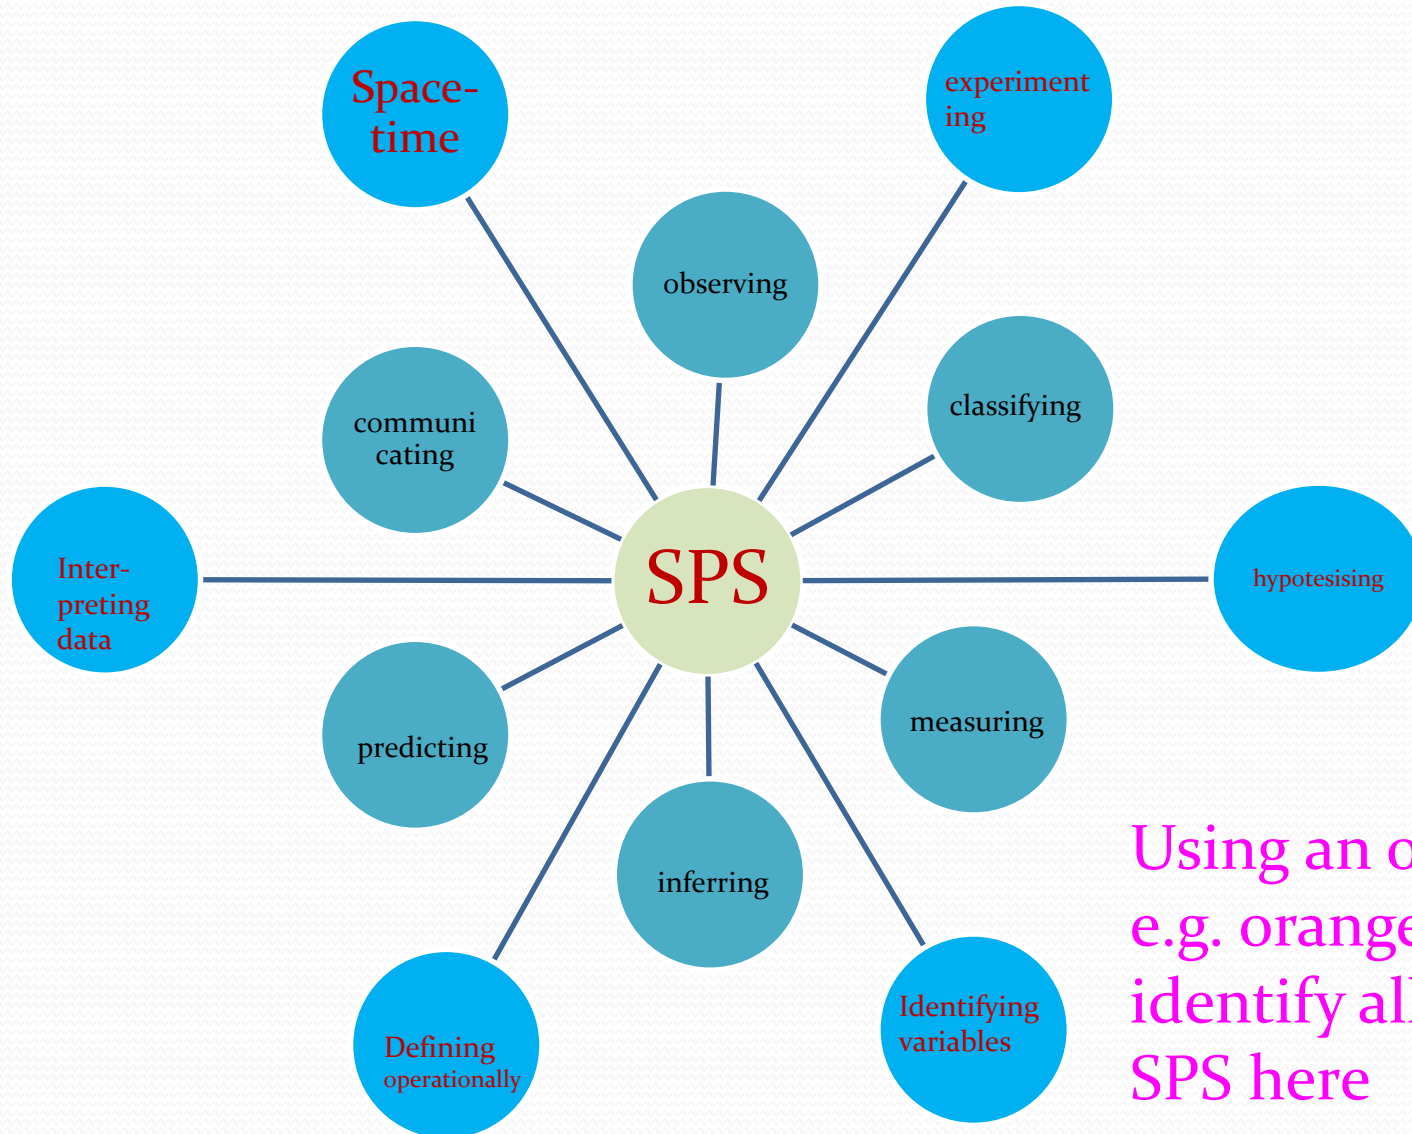 Space-
time
experiment
ing
observing
classifying
communi
cating
SPS
Inter-
preting
data
hypotesising
predicting
measuring
inferring
Defining
operationally
Identifying
variables
Using an
e.g. orange
identify
SPS here